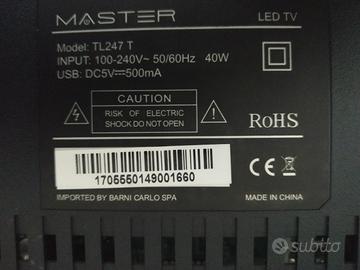 MASTER LED TV
Model: TL247 T
INPUT: 100-240V~ 50/60Hz 40W
USB: DC5V⎓500mA
CAUTION
RISK OF ELECTRIC
SHOCK DO NOT OPEN
RoHS
1705550149001660
CE
IMPORTED BY BARNI CARLO SPA
MADE IN CHINA
subito